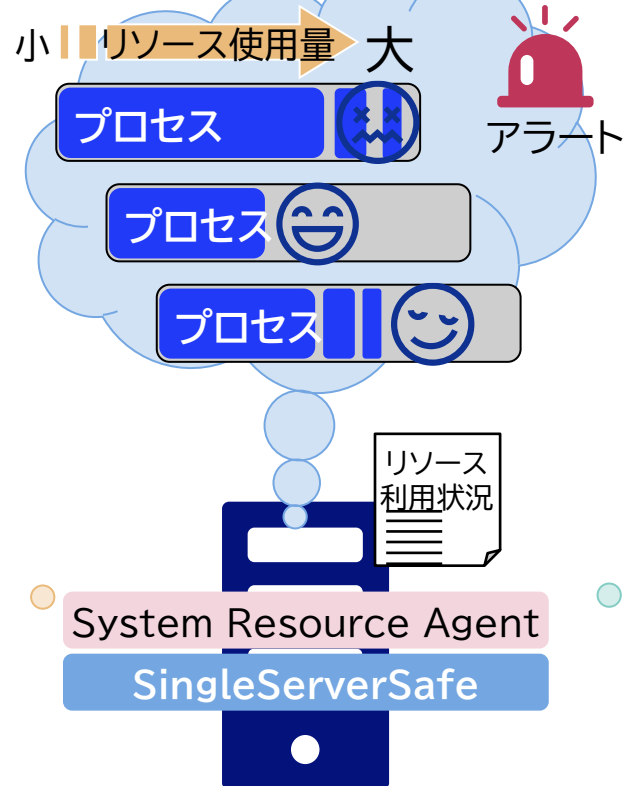 小 リソース使用量 大
アラート
プロセス
プロセス
プロセス
リソース
利用状況
System Resource Agent
SingleServerSafe